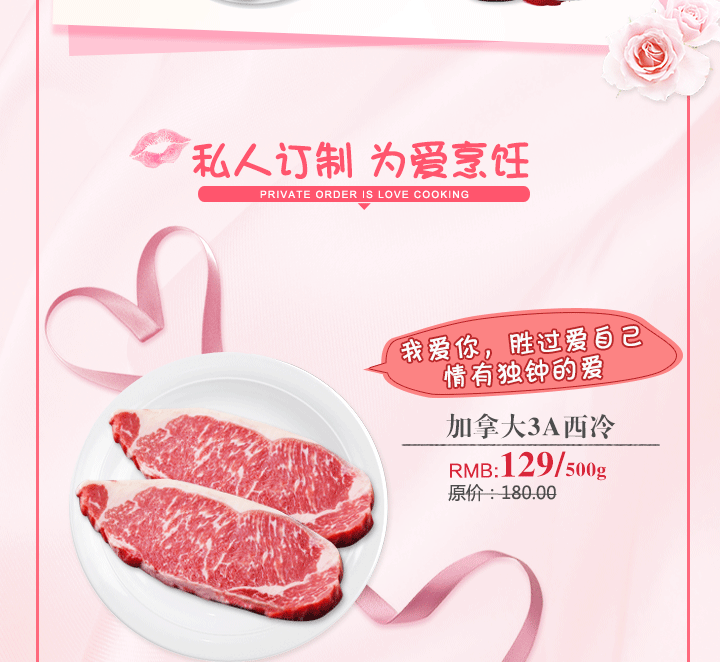 私人订制 为爱烹饪
PRIVATE ORDER IS LOVE COOKING
我爱你，胜过爱自己
情有独钟的爱
加拿大3A西冷
RMB:129/500g
原价：180.00